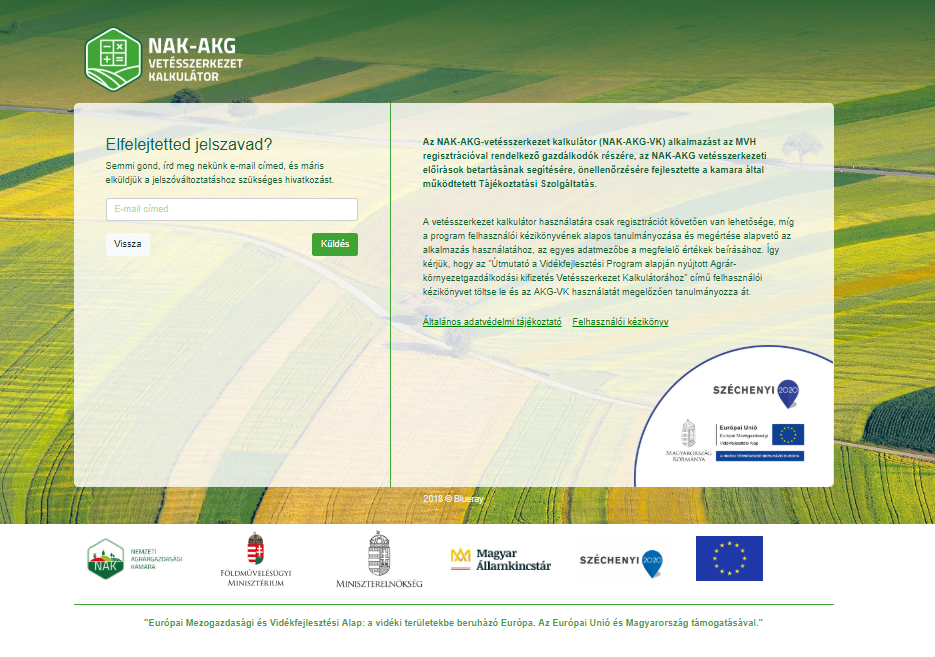 NAK-AKG
VETÉSSZERKEZET
KALKULÁTOR
Elfelejtetted jelszavad?
Semmi gond, írd meg nekünk e-mail címed, és máris
elküldjük a jelszóváltoztatáshoz szükséges hivatkozást.
E-mail címed
Vissza
Küldés
Az NAK-AKG-vetésszerkezet kalkulátor (NAK-AKG-VK) alkalmazást az MVH
regisztrációval rendelkező gazdálkodók részére, az NAK-AKG vetésszerkezeti
előírások betartásának segítésére, önellenőrzésére fejlesztette a kamara által
működtetett Tájékoztatási Szolgáltatás.
A vetésszerkezet kalkulátor használatára csak regisztrációt követően van lehetősége, míg
a program felhasználói kézikönyvének alapos tanulmányozása és megértése alapvető az
alkalmazás használatához, az egyes adatmezőbe a megfelelő értékek beírásához. Így
kérjük, hogy az "Útmutató a Vidékfejlesztési Program alapján nyújtott Agrár-
környezetgazdálkodási kifizetés Vetésszerkezet Kalkulátorához" című felhasználói
kézikönyvet töltse le és az AKG-VK használatát megelőzően tanulmányozza át.
Általános adatvédelmi tájékoztató Felhasználói kézikönyv
SZÉCHENYI 2020
MAGYARORSZÁG
KORMÁNYA
Európai Unió
Európai Mezőgazdasági
Vidékfejlesztési Alap
A VIDÉKI TERÜLETEKBE BERUHÁZÓ EURÓPA
2018 © Blueray
NAK
NEMZETI
AGRÁRGAZDASÁGI
KAMARA
FÖLDMŰVELÉSÜGYI
MINISZTÉRIUM
MINISZTERELNÖKSÉG
Magyar
Államkincstár
SZÉCHENYI 2020
"Európai Mezogazdasági és Vidékfejlesztési Alap: a vidéki területekbe beruházó Európa. Az Európai Unió és Magyarország támogatásával."